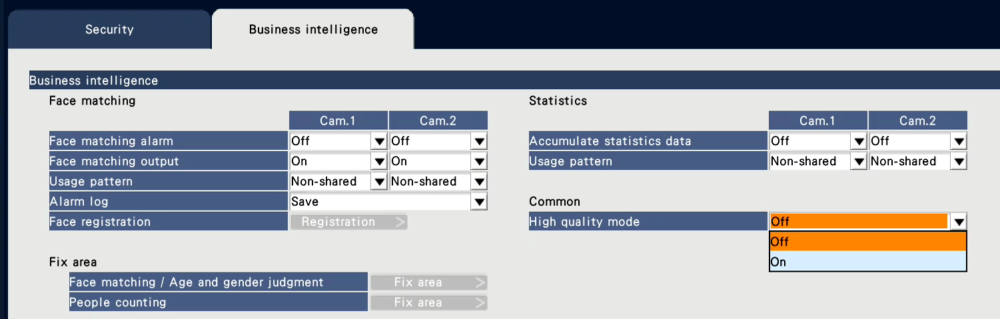 Security
Business intelligence
Business intelligence
Face matching
Cam.1 Cam.2
Face matching alarm Off Off
Face matching output On On
Usage pattern Non-shared Non-shared
Alarm log Save
Face registration Registration >
Fix area
Face matching / Age and gender judgment Fix area >
People counting Fix area >
Statistics
Cam.1 Cam.2
Accumulate statistics data Off Off
Usage pattern Non-shared Non-shared
Common
High quality mode Off
Off
On